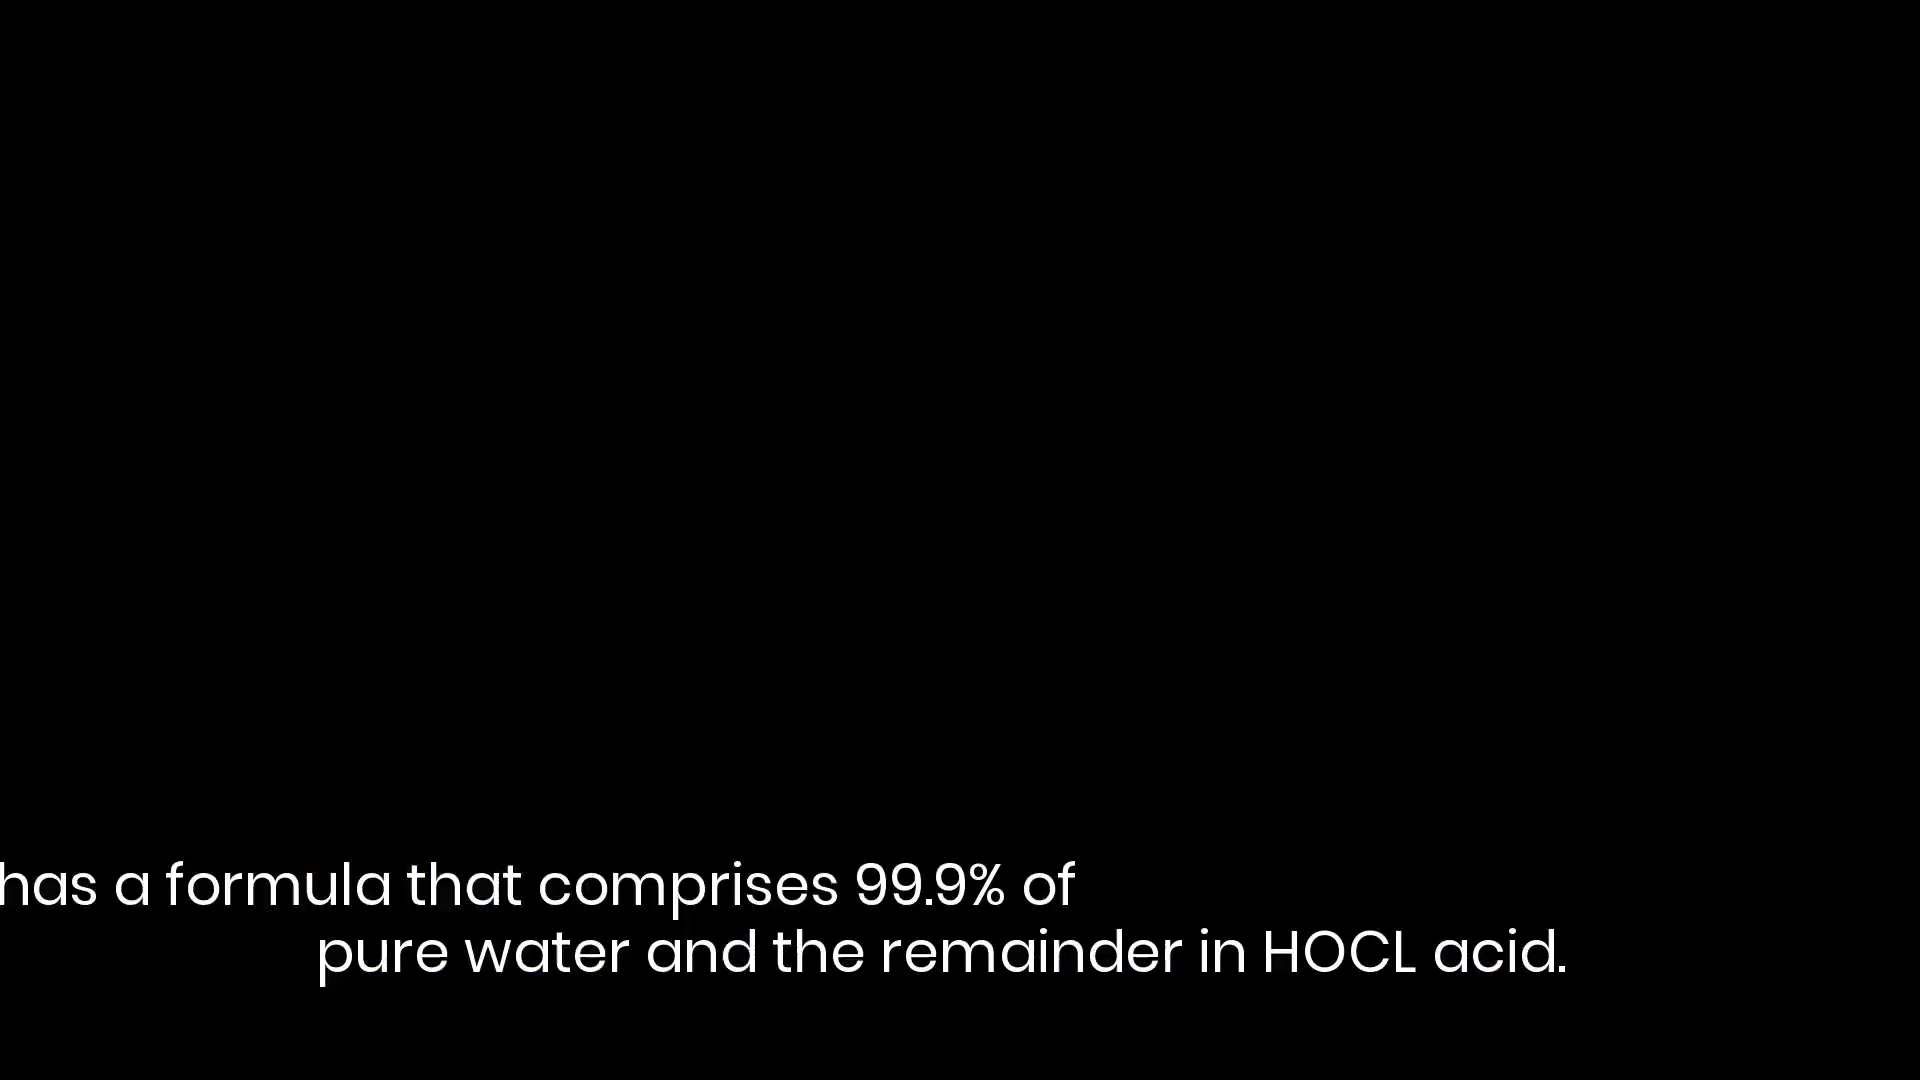 has a formula that comprises 99.9% of
pure water and the remainder in HOCL acid.